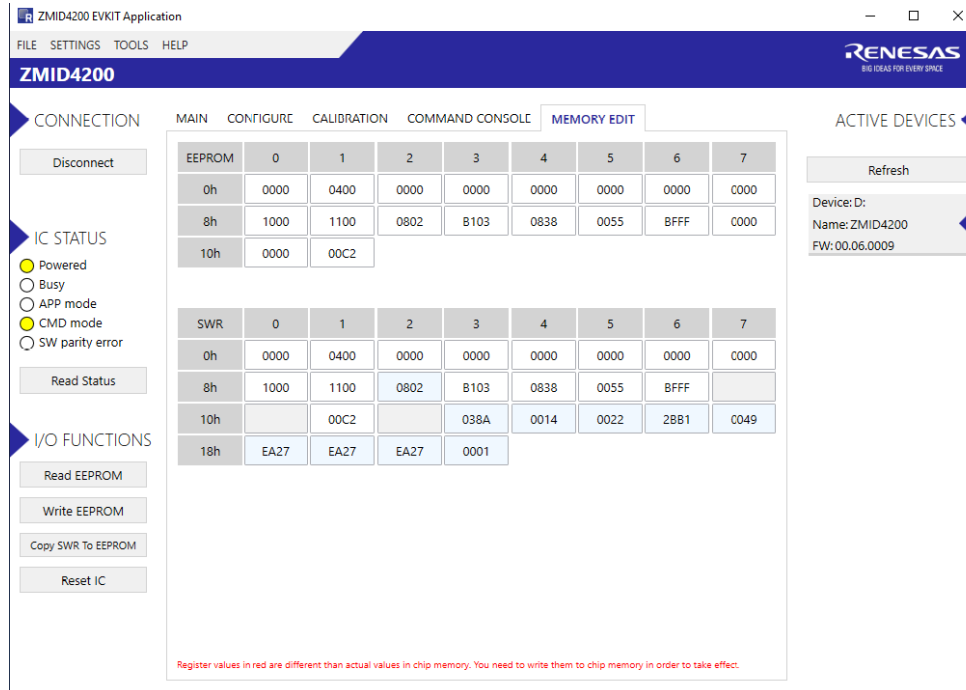 ZMID4200 EVKIT Application
FILE SETTINGS TOOLS HELP
RENESAS
BIG IDEAS FOR EVERY SPACE
ZMID4200
CONNECTION
Disconnect
IC STATUS
Powered
Busy
APP mode
CMD mode
SW parity error
Read Status
I/O FUNCTIONS
Read EEPROM
Write EEPROM
Copy SWR To EEPROM
Reset IC
MAIN CONFIGURE CALIBRATION COMMAND CONSOLE MEMORY EDIT
EEPROM 0 1 2 3 4 5 6 7
0h 0000 0400 0000 0000 0000 0000 0000 0000
8h 1000 1100 0802 B103 0838 0055 BFFF 0000
10h 0000 00C2
SWR 0 1 2 3 4 5 6 7
0h 0000 0400 0000 0000 0000 0000 0000 0000
8h 1000 1100 0802 B103 0838 0055 BFFF
10h 00C2 038A 0014 0022 2BB1 0049
18h EA27 EA27 EA27 0001
Register values in red are different than actual values in chip memory. You need to write them to chip memory in order to take effect.
ACTIVE DEVICES
Refresh
Device: D:
Name: ZMID4200
FW: 00.06.0009